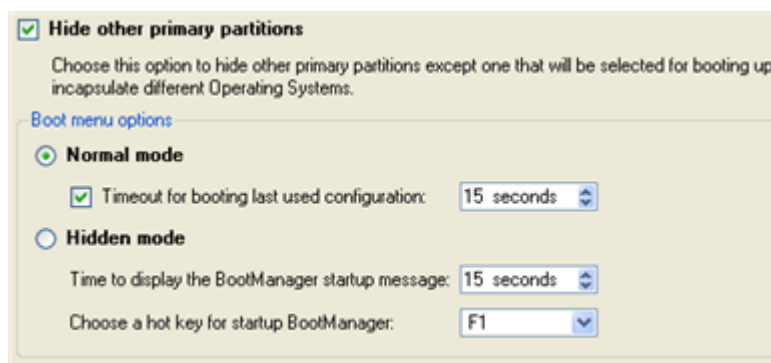 Hide other primary partitions
Choose this option to hide other primary partitions except one that will be selected for booting up
incapsulate different Operating Systems.
Boot menu options
Normal mode
Timeout for booting last used configuration: 15 seconds
Hidden mode
Time to display the BootManager startup message: 15 seconds
Choose a hot key for startup BootManager: F1